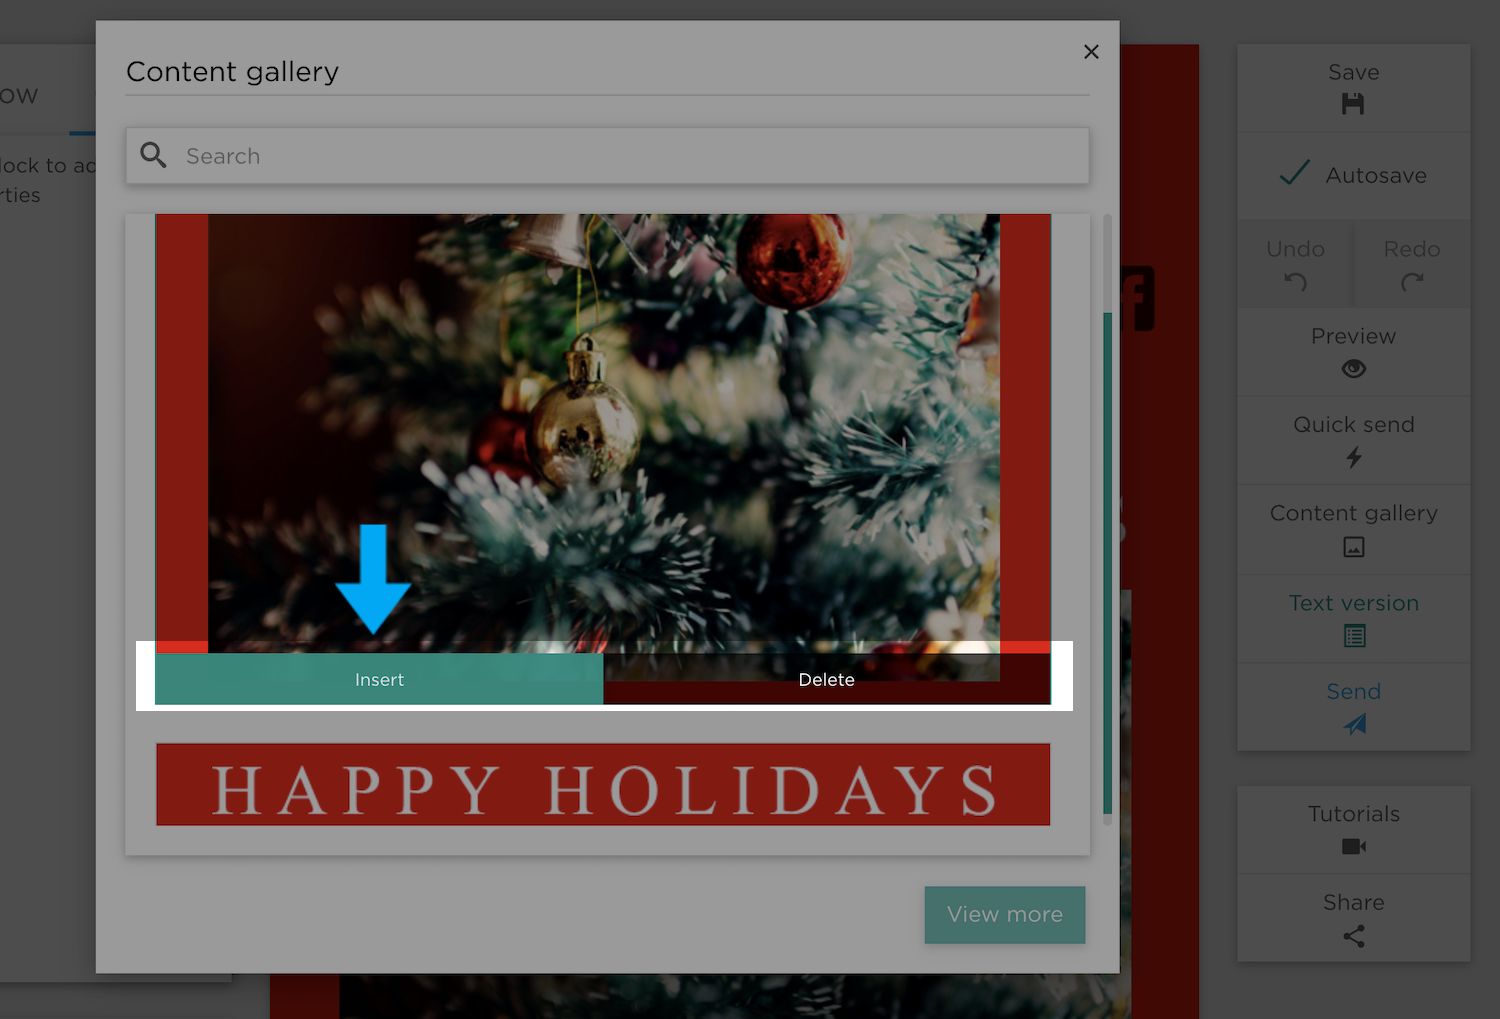 Content gallery
OW
lock to ad
rties
Search
Insert
Delete
HAPPY HOLIDAYS
View more
Save
Autosave
Undo
Redo
Preview
Quick send
Content gallery
Text version
Send
Tutorials
Share